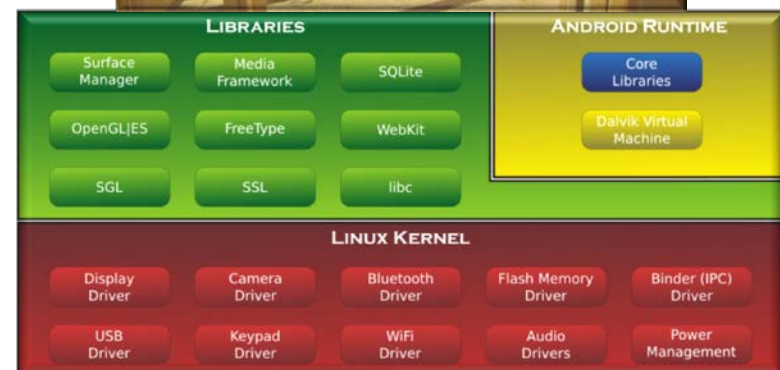 LIBRARIES
ANDROID RUNTIME
Surface
Manager
Media
Framework
SQLite
Core
Libraries
OpenGL|ES
FreeType
WebKit
Dalvik Virtual
Machine
SGL
SSL
libc
LINUX KERNEL
Display
Driver
Camera
Driver
Bluetooth
Driver
Flash Memory
Driver
Binder (IPC)
Driver
USB
Driver
Keypad
Driver
WiFi
Driver
Audio
Drivers
Power
Management